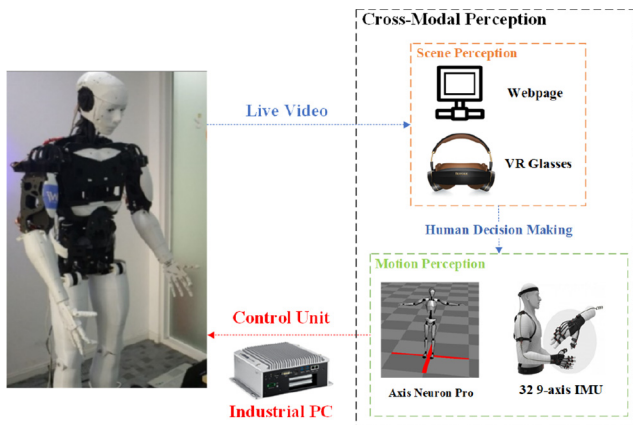 Cross-Modal Perception
Scene Perception
Webpage
VR Glasses
Live Video
Human Decision Making
Motion Perception
Control Unit
Axis Neuron Pro
32 9-axis IMU
Industrial PC